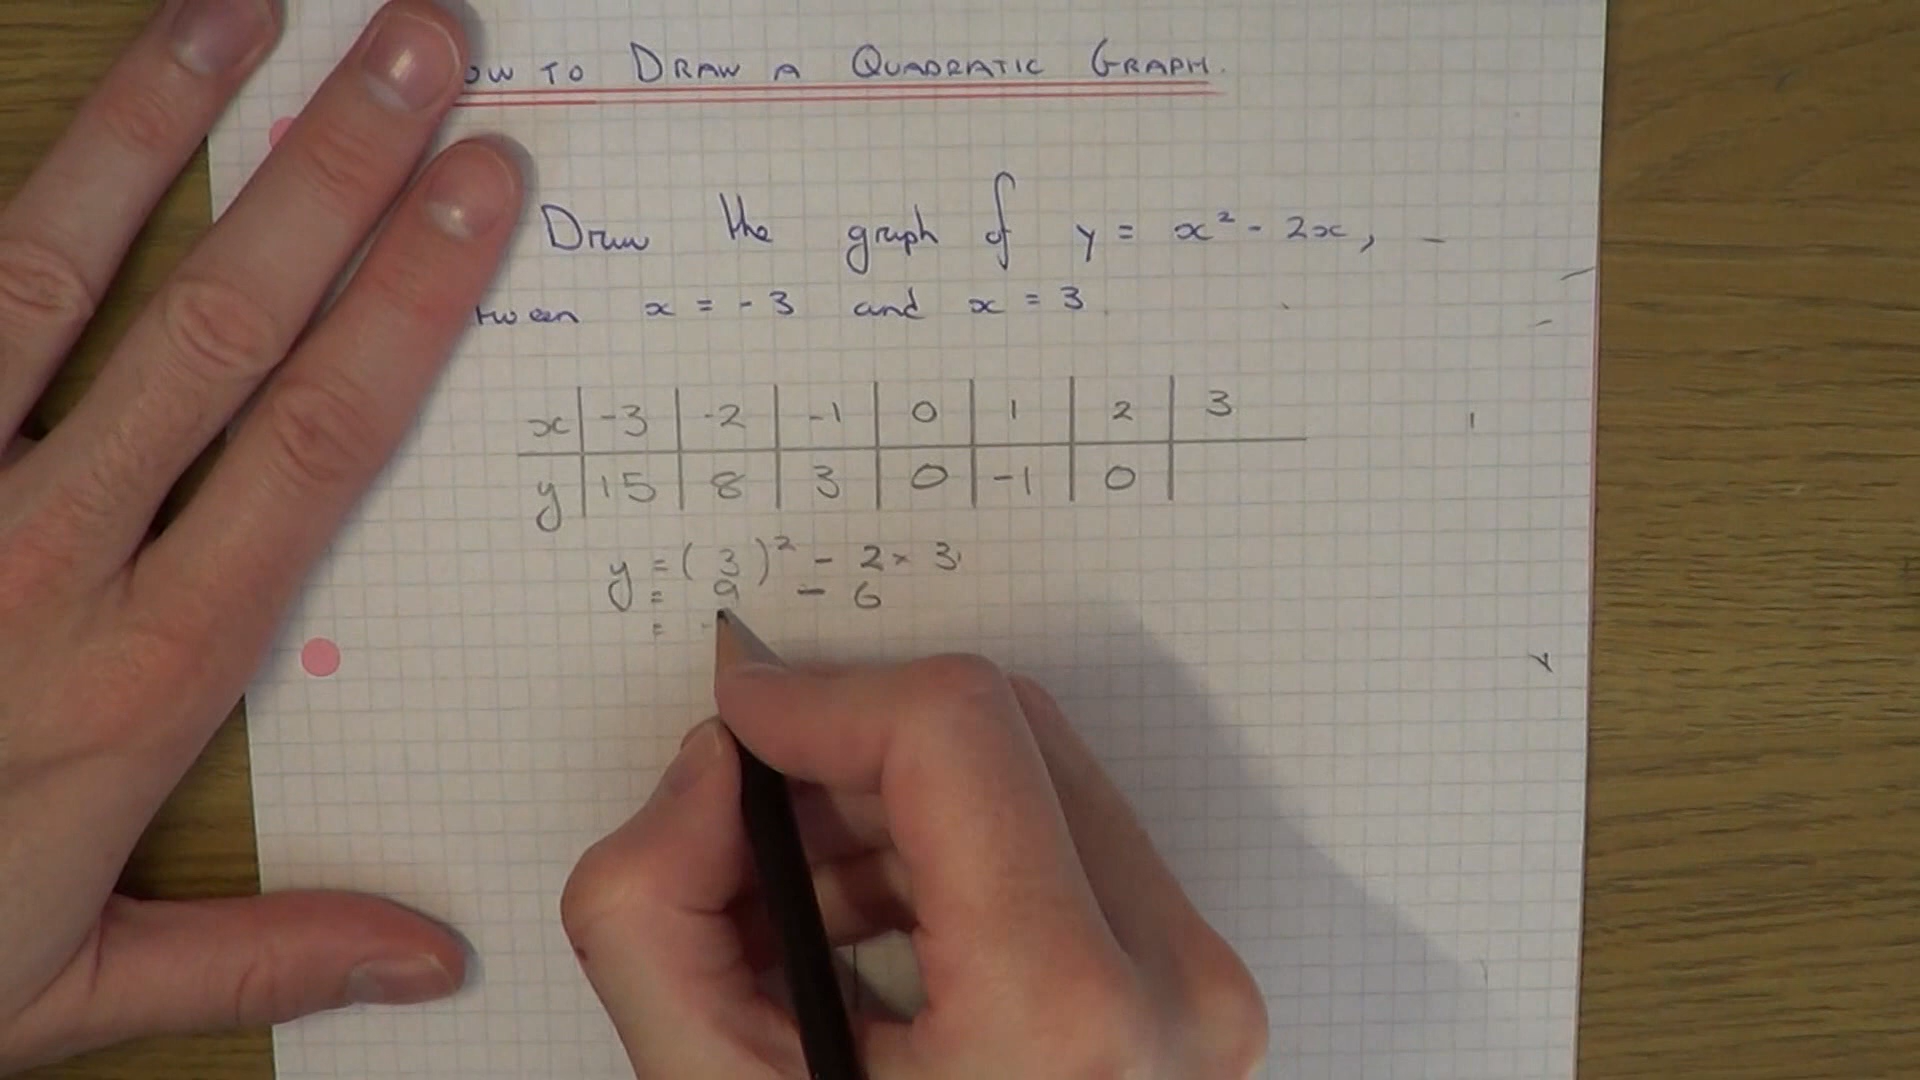 ow to Draw a Quadratic Graph.
Draw the graph of y = x² - 2x,
tween x = -3 and x = 3
x -3 -2 -1 0 1 2 3
y 15 8 3 0 -1 0
y = ( 3 )² - 2 × 3
= 9 - 6
=